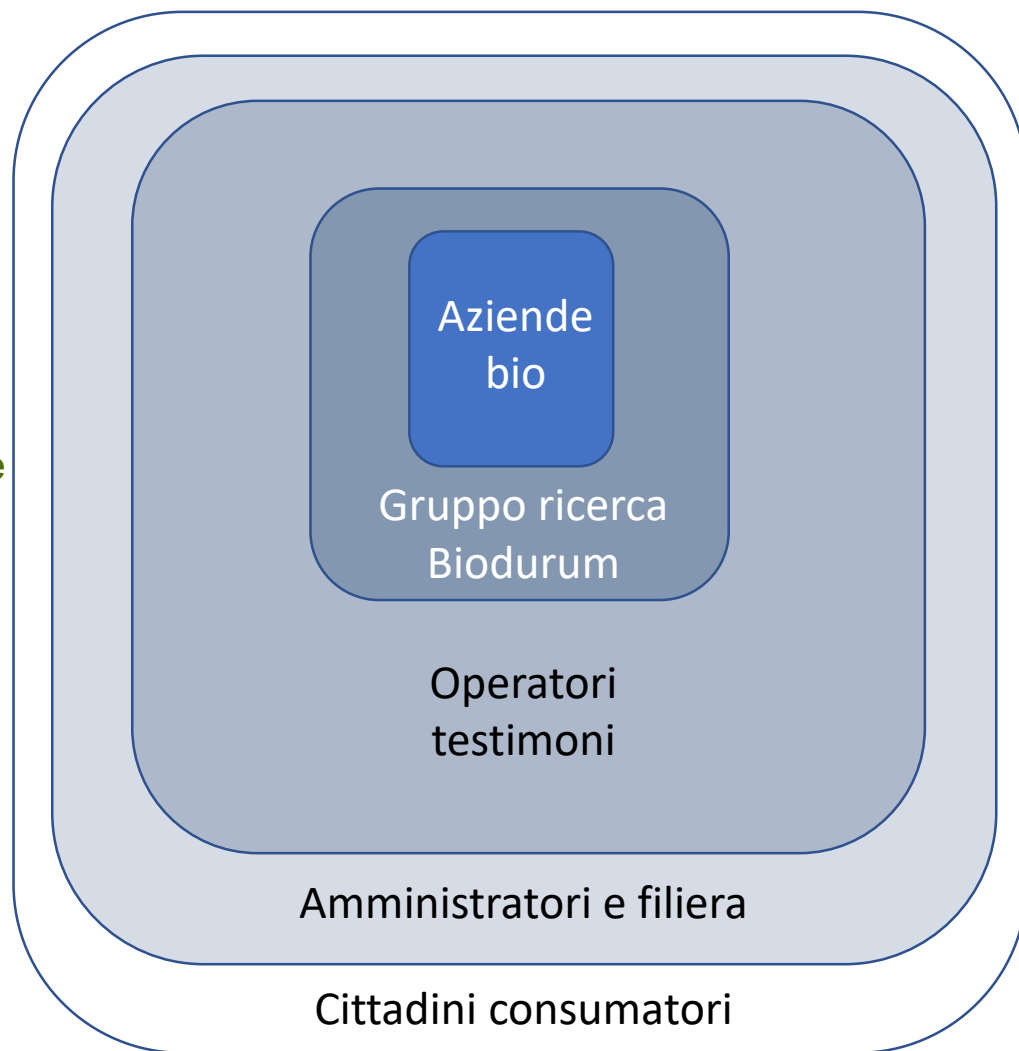 Aziende
bio
e
Gruppo ricerca
Biodurum
Operatori
testimoni
Amministratori e filiera
Cittadini consumatori